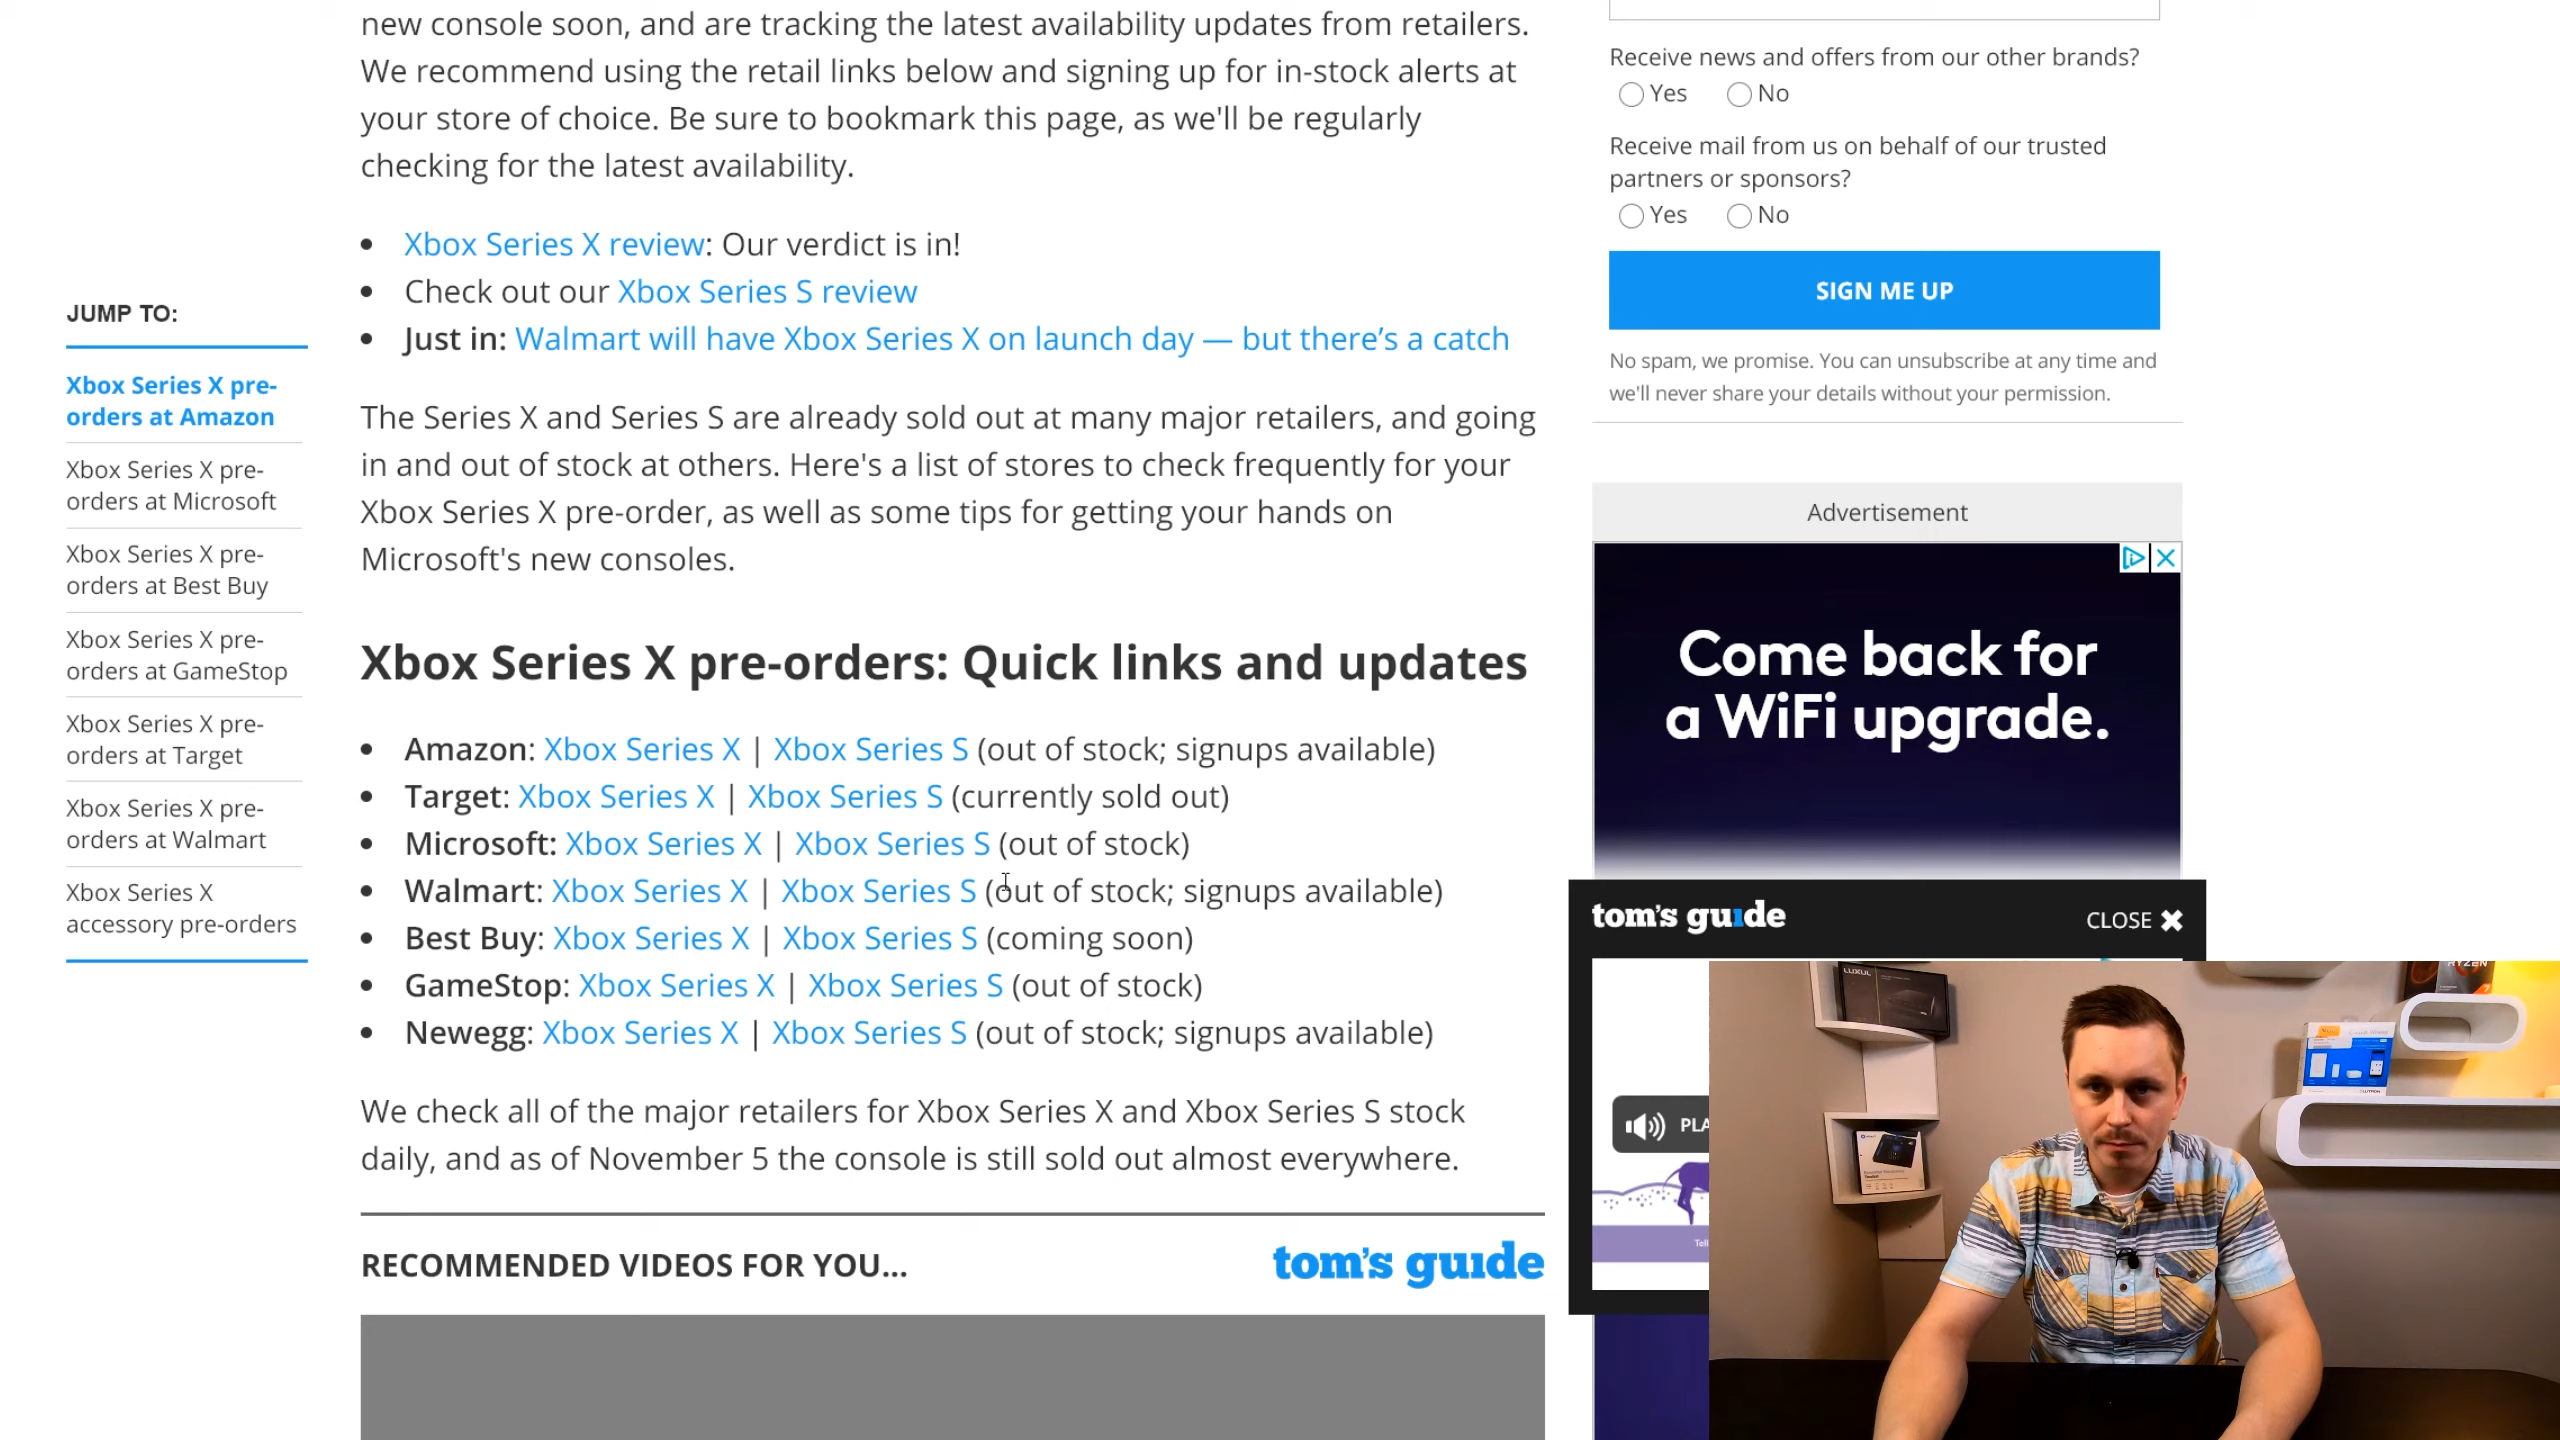 new console soon, and are tracking the latest availability updates from retailers.
We recommend using the retail links below and signing up for in-stock alerts at
your store of choice. Be sure to bookmark this page, as we'll be regularly
checking for the latest availability.
• Xbox Series X review: Our verdict is in!
• Check out our Xbox Series S review
• Just in: Walmart will have Xbox Series X on launch day — but there’s a catch
The Series X and Series S are already sold out at many major retailers, and going
in and out of stock at others. Here's a list of stores to check frequently for your
Xbox Series X pre-order, as well as some tips for getting your hands on
Microsoft's new consoles.
Xbox Series X pre-orders: Quick links and updates
• Amazon: Xbox Series X | Xbox Series S (out of stock; signups available)
• Target: Xbox Series X | Xbox Series S (currently sold out)
• Microsoft: Xbox Series X | Xbox Series S (out of stock)
• Walmart: Xbox Series X | Xbox Series S (out of stock; signups available)
• Best Buy: Xbox Series X | Xbox Series S (coming soon)
• GameStop: Xbox Series X | Xbox Series S (out of stock)
• Newegg: Xbox Series X | Xbox Series S (out of stock; signups available)
We check all of the major retailers for Xbox Series X and Xbox Series S stock
daily, and as of November 5 the console is still sold out almost everywhere.
RECOMMENDED VIDEOS FOR YOU...
tom's guide
JUMP TO:
Xbox Series X pre-
orders at Amazon
Xbox Series X pre-
orders at Microsoft
Xbox Series X pre-
orders at Best Buy
Xbox Series X pre-
orders at GameStop
Xbox Series X pre-
orders at Target
Xbox Series X pre-
orders at Walmart
Xbox Series X
accessory pre-orders
Receive news and offers from our other brands?
Yes No
Receive mail from us on behalf of our trusted
partners or sponsors?
Yes No
SIGN ME UP
No spam, we promise. You can unsubscribe at any time and
we'll never share your details without your permission.
Advertisement
Come back for
a WiFi upgrade.
tom's guide
CLOSE
PLA
Tell
LUXUL
RYZEN
LUTRON